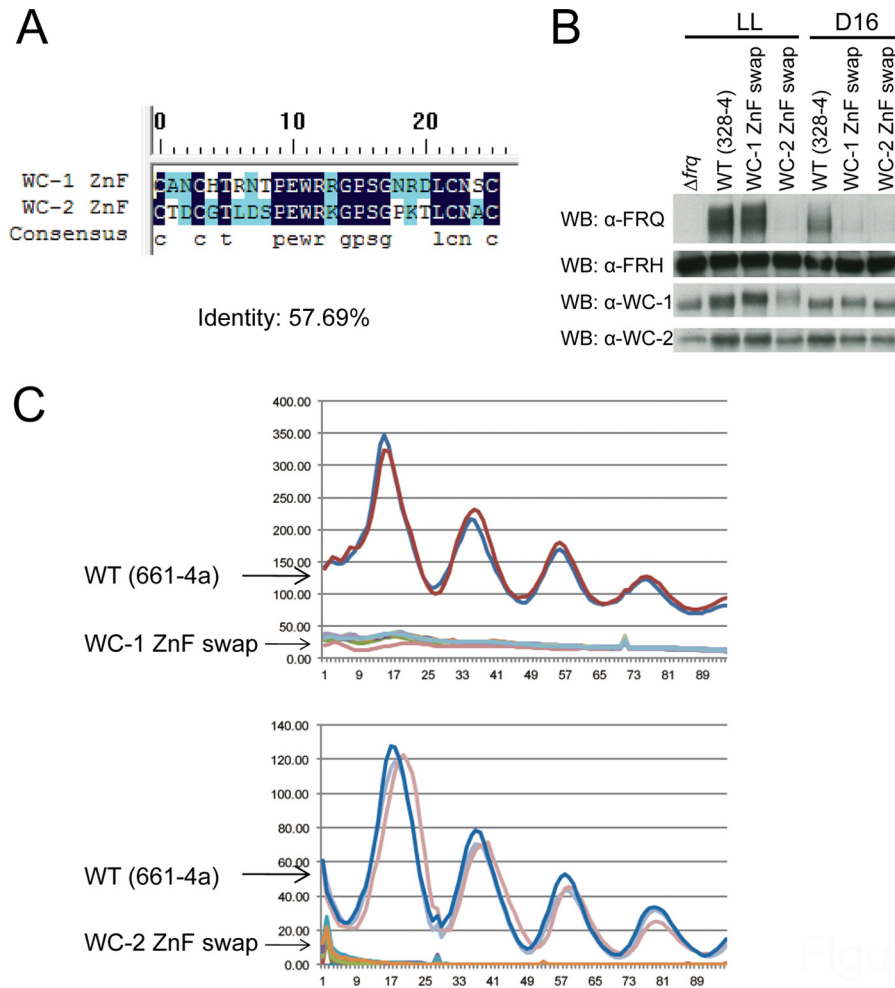 A
0 10 20
WC-1 ZnF CANCHTRNTPEWRRGPSGNRDLCNSC
WC-2 ZnF CTDCGTLDSPEWRKGPSGPKTLCNAC
Consensus c c t pewr gpsg lcn c
Identity: 57.69%
B
LL D16
Δfrq
WT (328-4)
WC-1 ZnF swap
WC-2 ZnF swap
WT (328-4)
WC-1 ZnF swap
WC-2 ZnF swap
WB: α-FRQ
WB: α-FRH
WB: α-WC-1
WB: α-WC-2
C
400.00
350.00
300.00
250.00
200.00
150.00
100.00
50.00
0.00
WT (661-4a)
WC-1 ZnF swap
1 9 17 25 33 41 49 57 65 73 81 89
140.00
120.00
100.00
80.00
60.00
40.00
20.00
0.00
WT (661-4a)
WC-2 ZnF swap
1 9 17 25 33 41 49 57 65 73 81 89
Figu